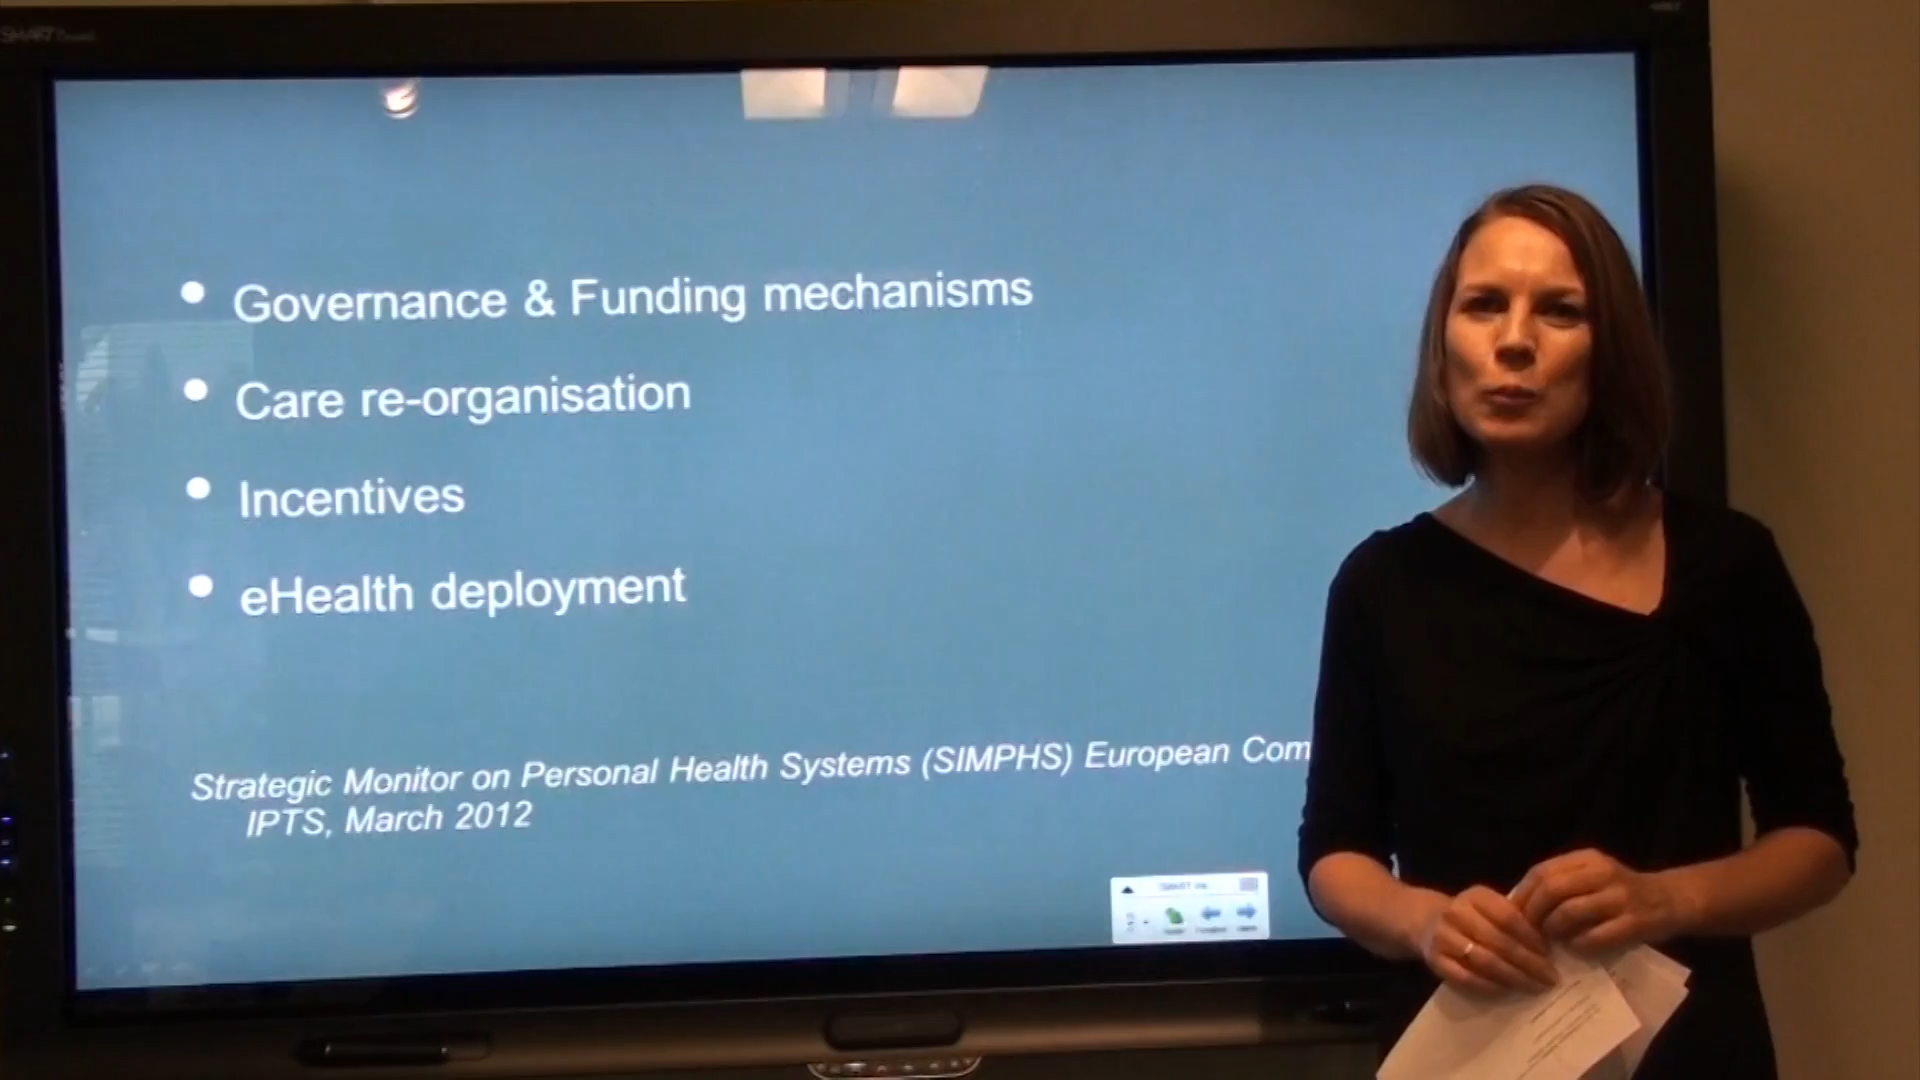 SMART
• Governance & Funding mechanisms
• Care re-organisation
• Incentives
• eHealth deployment
Strategic Monitor on Personal Health Systems (SIMPHS) European Com
IPTS, March 2012